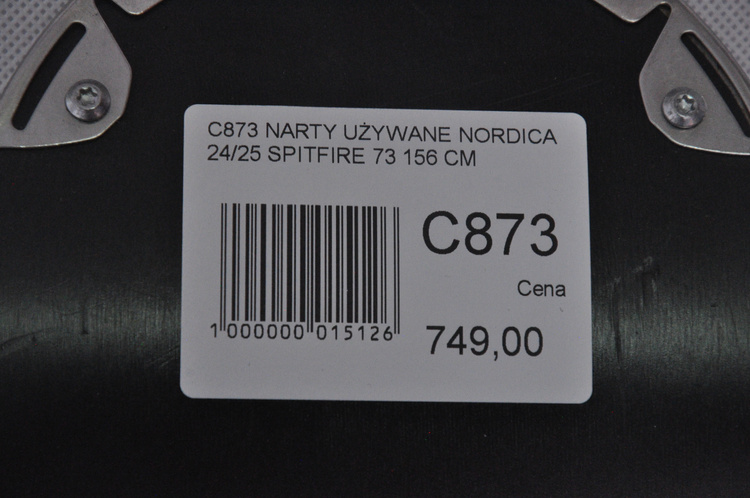 C873 NARTY UŻYWANE NORDICA
24/25 SPITFIRE 73 156 CM
C873
Cena
1 000000 015126
749,00